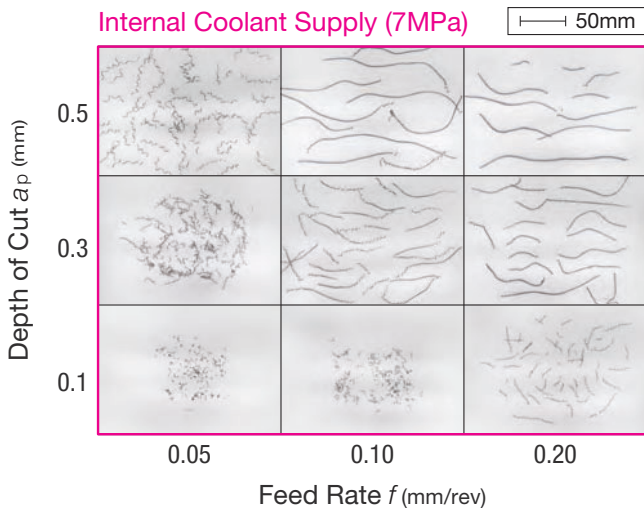 Internal Coolant Supply (7MPa)
50mm
Depth of Cut ap (mm)
0.5
0.3
0.1
0.05 0.10 0.20
Feed Rate f (mm/rev)